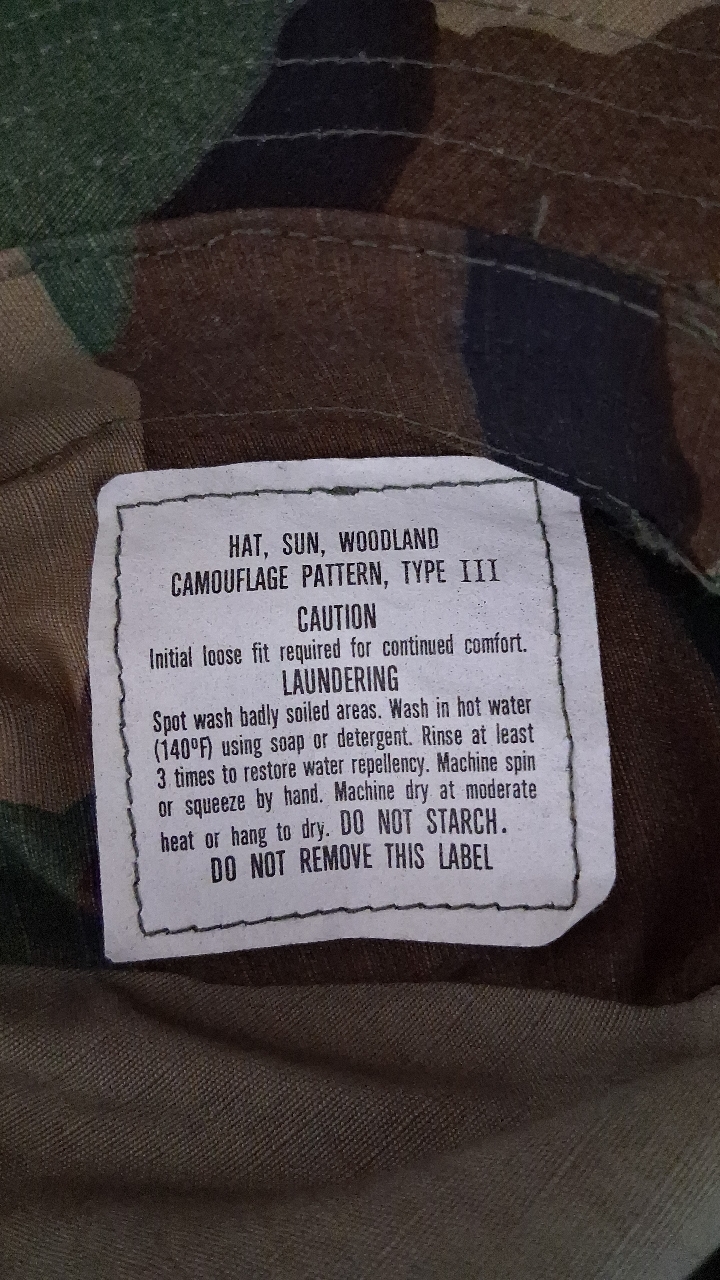 HAT, SUN, WOODLAND
CAMOUFLAGE PATTERN, TYPE III
CAUTION
Initial loose fit required for continued comfort.
LAUNDERING
Spot wash badly soiled areas. Wash in hot water
(140ºF) using soap or detergent. Rinse at least
3 times to restore water repellency. Machine spin
or squeeze by hand. Machine dry at moderate
heat or hang to dry. DO NOT STARCH.
DO NOT REMOVE THIS LABEL